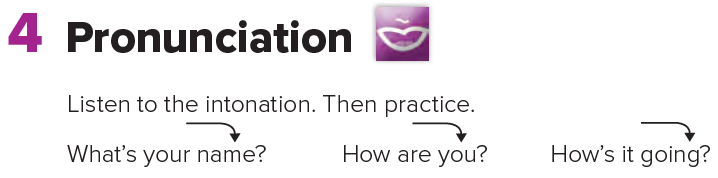 4 Pronunciation
Listen to the intonation. Then practice.
What's your name? How are you? How's it going?